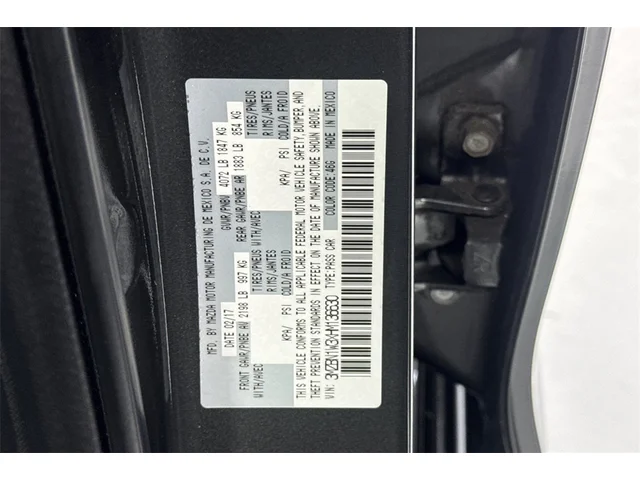 MFD. BY MAZDA MOTOR MANUFACTURING DE MEXICO S.A. DE C.V.
DATE 02/17 GVWR/PNBV 4072 LB 1847 KG
FRONT GAWR/PNBE AV 2198 LB 997 KG REAR GAWR/PNBE AR 1883 LB 854 KG
WITH/AVEC TIRES/PNEUS WITH/AVEC TIRES/PNEUS
RIMS/JANTES RIMS/JANTES
KPA/ PSI COLD/A FROID KPA/ PSI COLD/A FROID
THIS VEHICLE CONFORMS TO ALL APPLICABLE FEDERAL MOTOR VEHICLE SAFETY, BUMPER, AND
THEFT PREVENTION STANDARDS IN EFFECT ON THE DATE OF MANUFACTURE SHOWN ABOVE.
TYPE:PASS CAR COLOR CODE:46G MADE IN MEXICO
VIN: 3MZBN1W3XHM136630